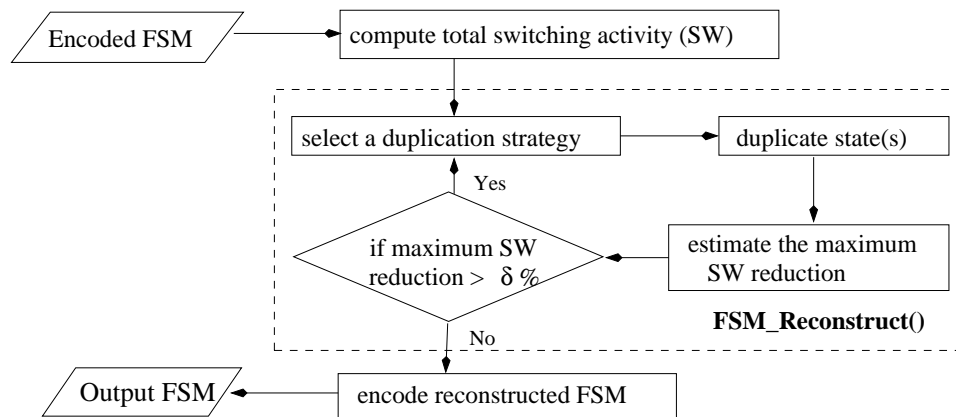 Encoded FSM
compute total switching activity (SW)
select a duplication strategy
duplicate state(s)
Yes
if maximum SW
reduction > δ %
estimate the maximum
SW reduction
FSM_Reconstruct()
No
Output FSM
encode reconstructed FSM